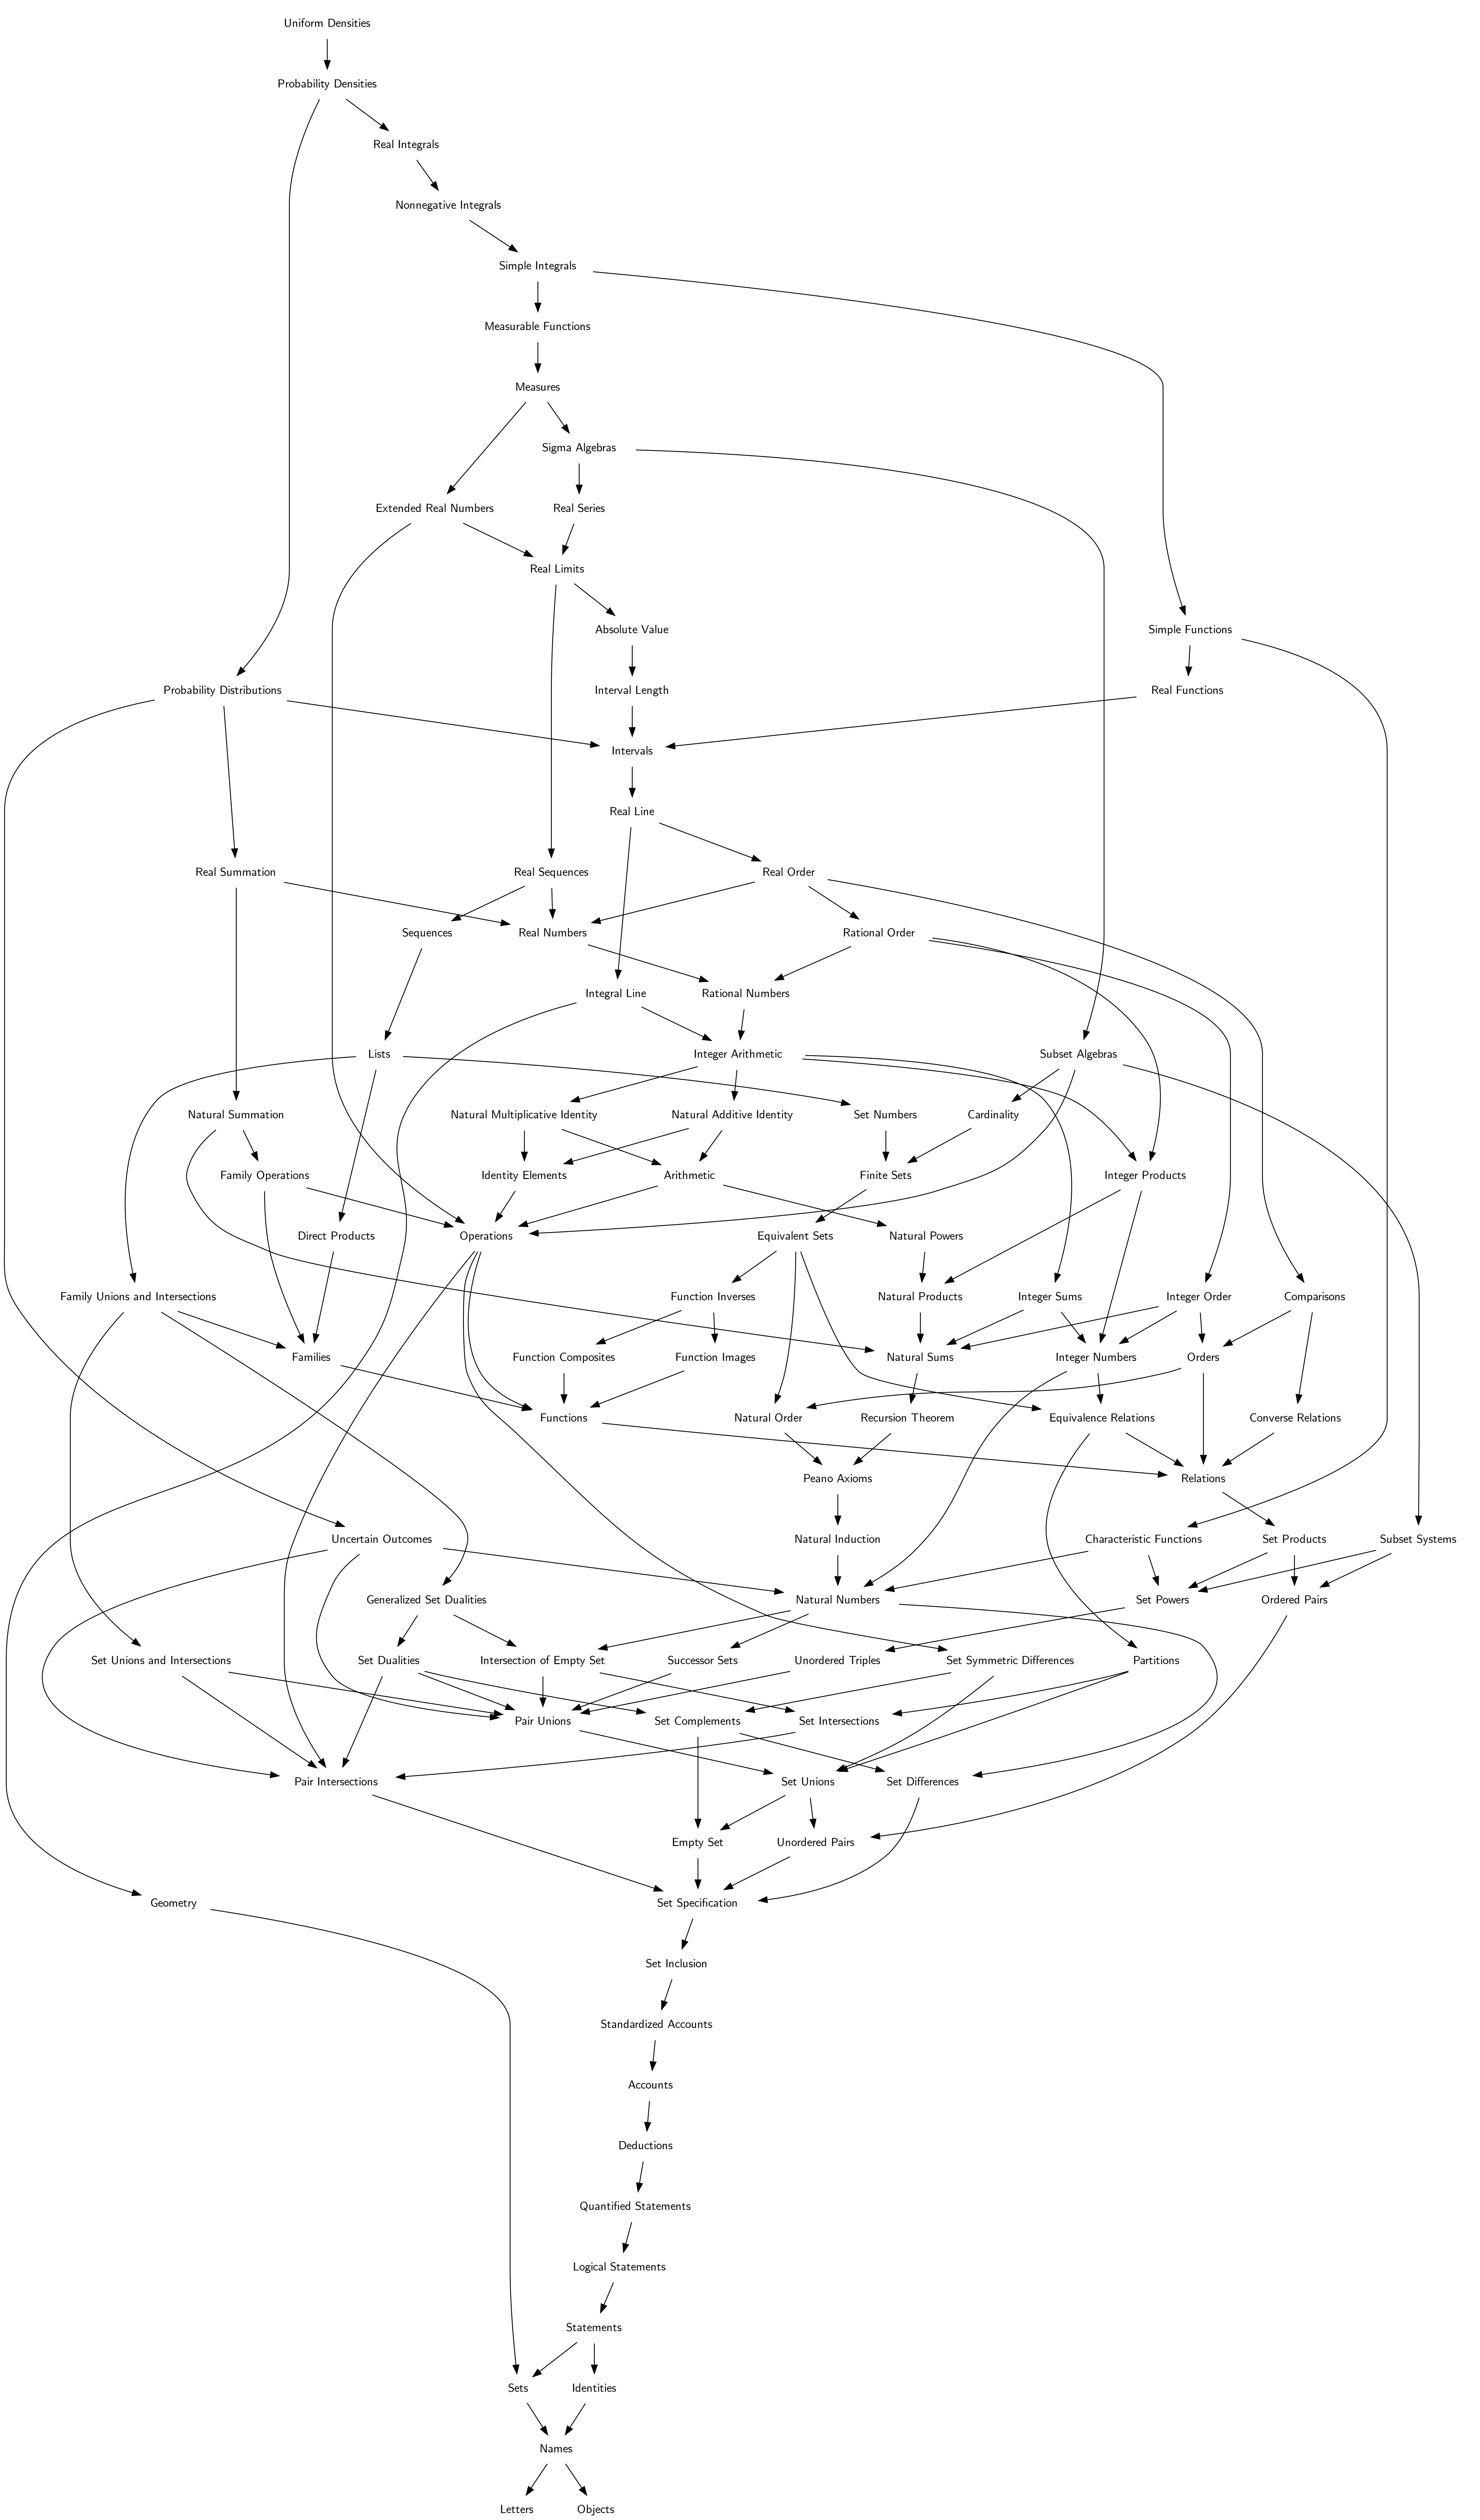 Uniform Densities
Probability Densities
Real Integrals
Nonnegative Integrals
Simple Integrals
Measurable Functions
Measures
Sigma Algebras
Extended Real Numbers
Real Series
Real Limits
Absolute Value
Simple Functions
Probability Distributions
Interval Length
Real Functions
Intervals
Real Line
Real Summation
Real Sequences
Real Order
Sequences
Real Numbers
Rational Order
Integral Line
Rational Numbers
Lists
Integer Arithmetic
Subset Algebras
Natural Summation
Natural Multiplicative Identity
Natural Additive Identity
Set Numbers
Cardinality
Family Operations
Identity Elements
Arithmetic
Finite Sets
Integer Products
Direct Products
Operations
Equivalent Sets
Natural Powers
Family Unions and Intersections
Function Inverses
Natural Products
Integer Sums
Integer Order
Comparisons
Families
Function Composites
Function Images
Natural Sums
Integer Numbers
Orders
Functions
Natural Order
Recursion Theorem
Equivalence Relations
Converse Relations
Peano Axioms
Relations
Uncertain Outcomes
Natural Induction
Characteristic Functions
Set Products
Subset Systems
Generalized Set Dualities
Natural Numbers
Set Powers
Ordered Pairs
Set Unions and Intersections
Set Dualities
Intersection of Empty Set
Successor Sets
Unordered Triples
Set Symmetric Differences
Partitions
Pair Unions
Set Complements
Set Intersections
Pair Intersections
Set Unions
Set Differences
Empty Set
Unordered Pairs
Geometry
Set Specification
Set Inclusion
Standardized Accounts
Accounts
Deductions
Quantified Statements
Logical Statements
Statements
Sets
Identities
Names
Letters
Objects